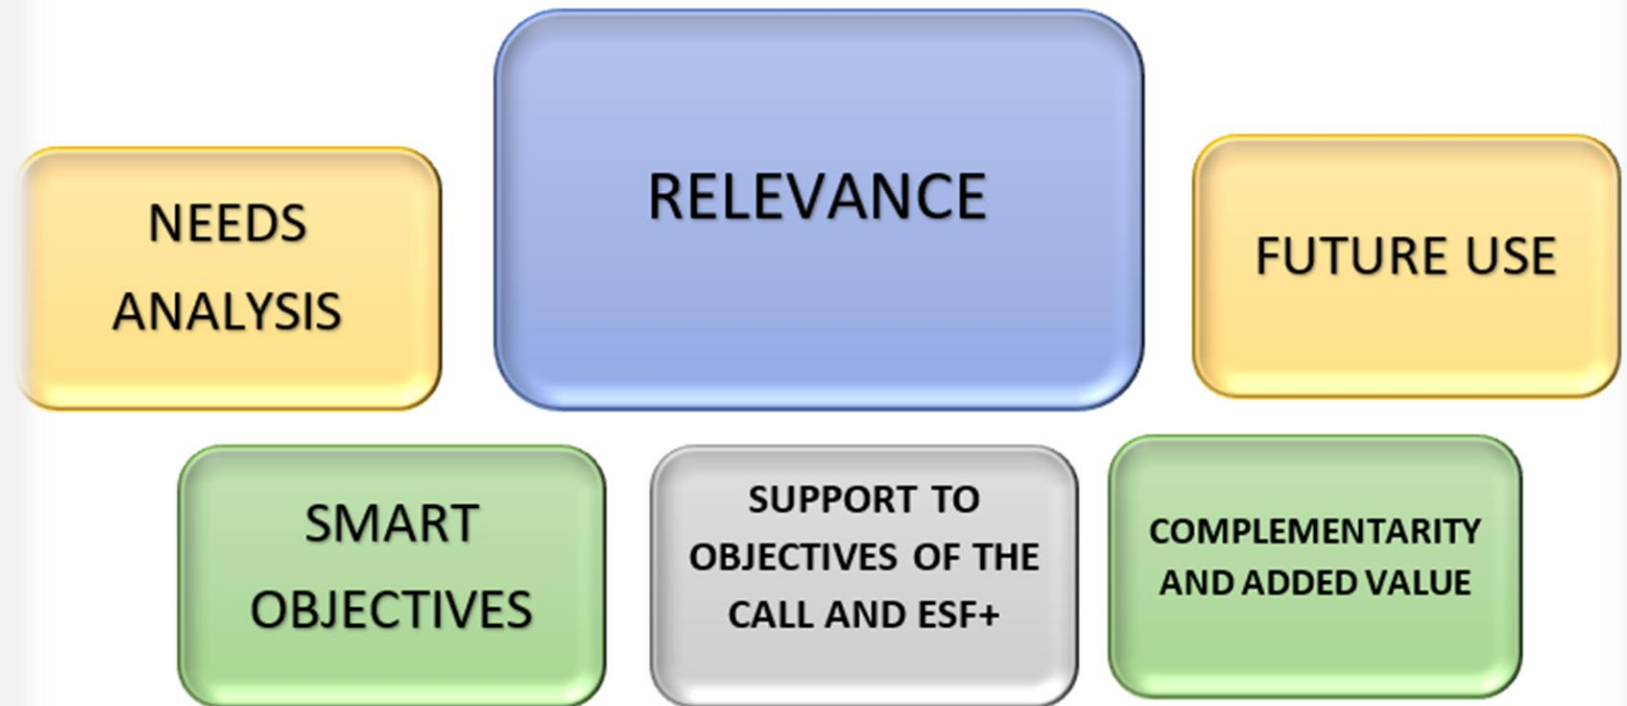 RELEVANCE
NEEDS
ANALYSIS
FUTURE USE
SMART
OBJECTIVES
SUPPORT TO
OBJECTIVES OF THE
CALL AND ESF+
COMPLEMENTARITY
AND ADDED VALUE